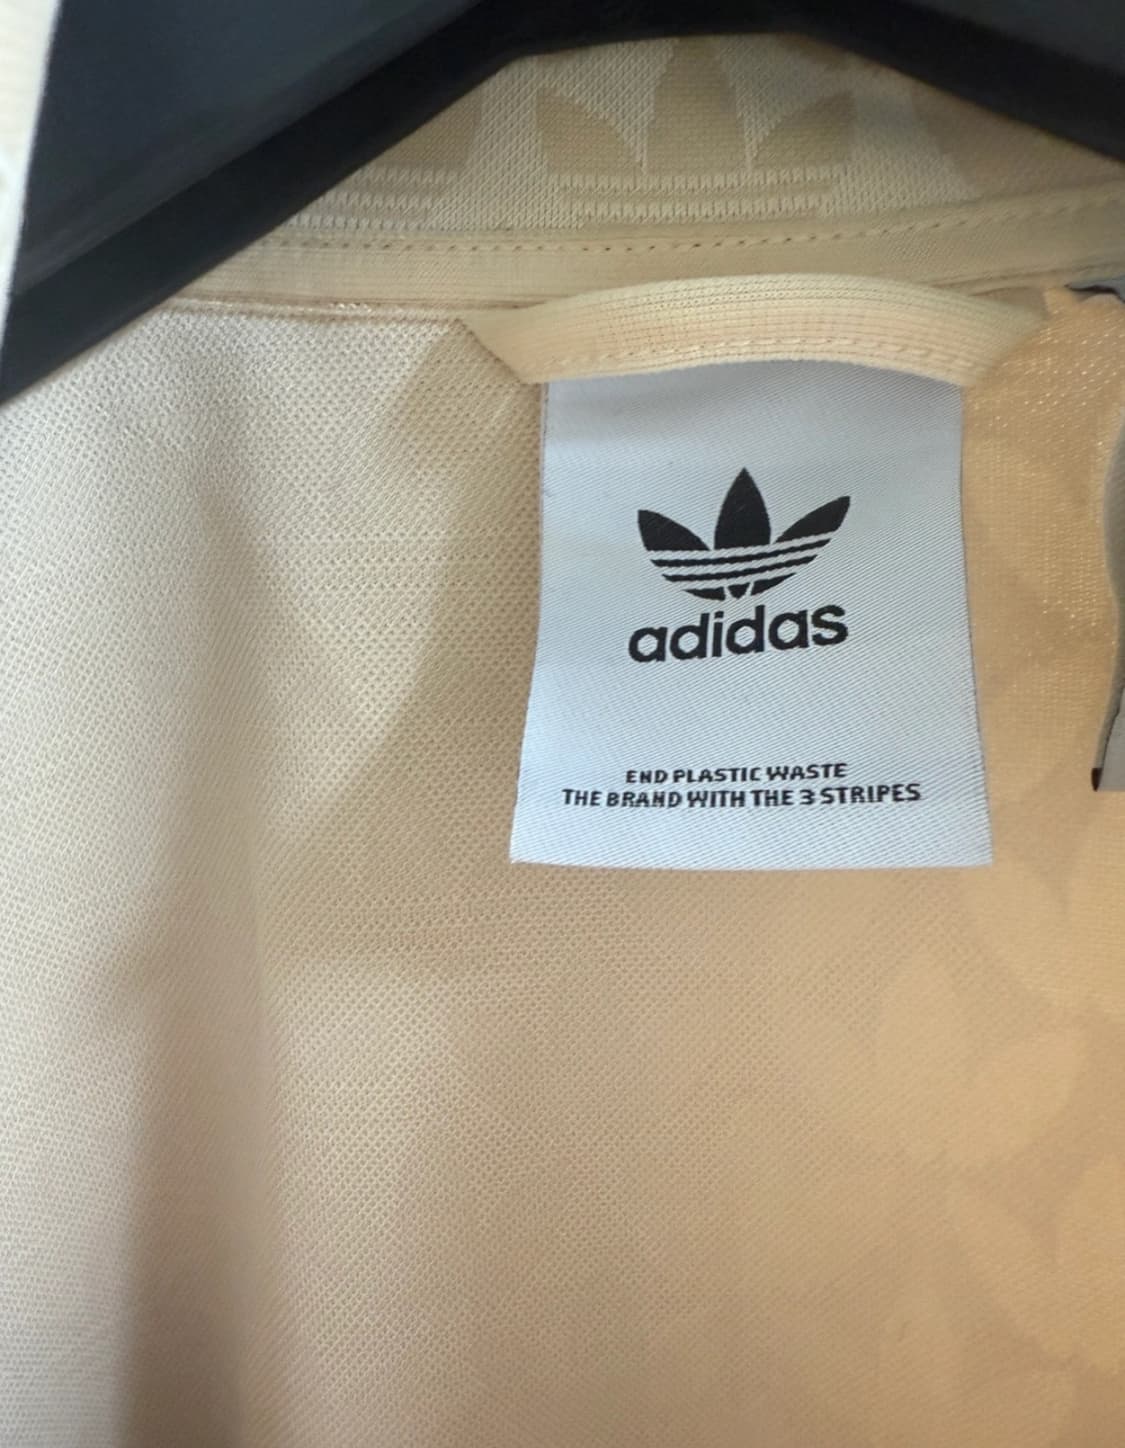 adidas
END PLASTIC WASTE
THE BRAND WITH THE 3 STRIPES